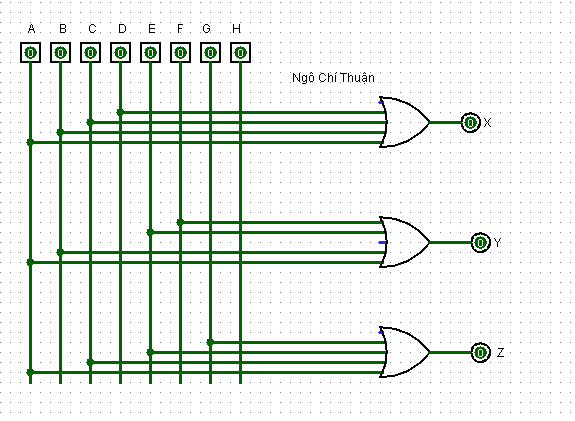 A B C D E F G H
0 0 0 0 0 0 0 0
Ngô Chí Thuận
0 X
0 Y
0 Z